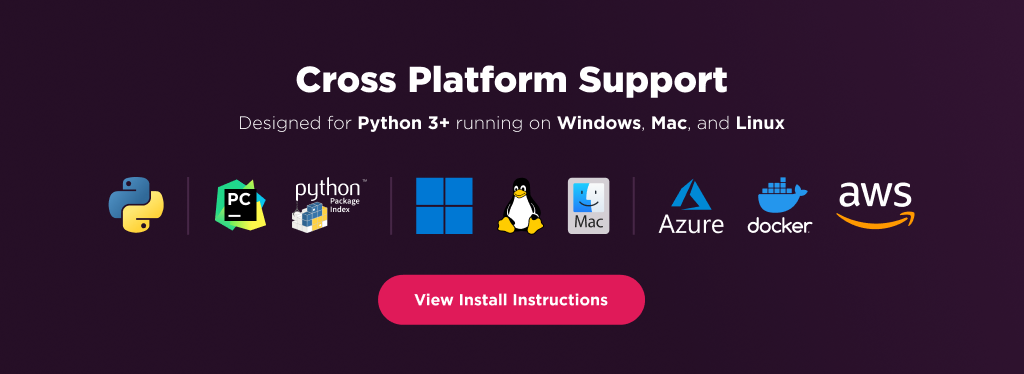 Cross Platform Support
Designed for Python 3+ running on Windows, Mac, and Linux
PC
python™
Package
Index
Mac
Azure
docker
aws
View Install Instructions